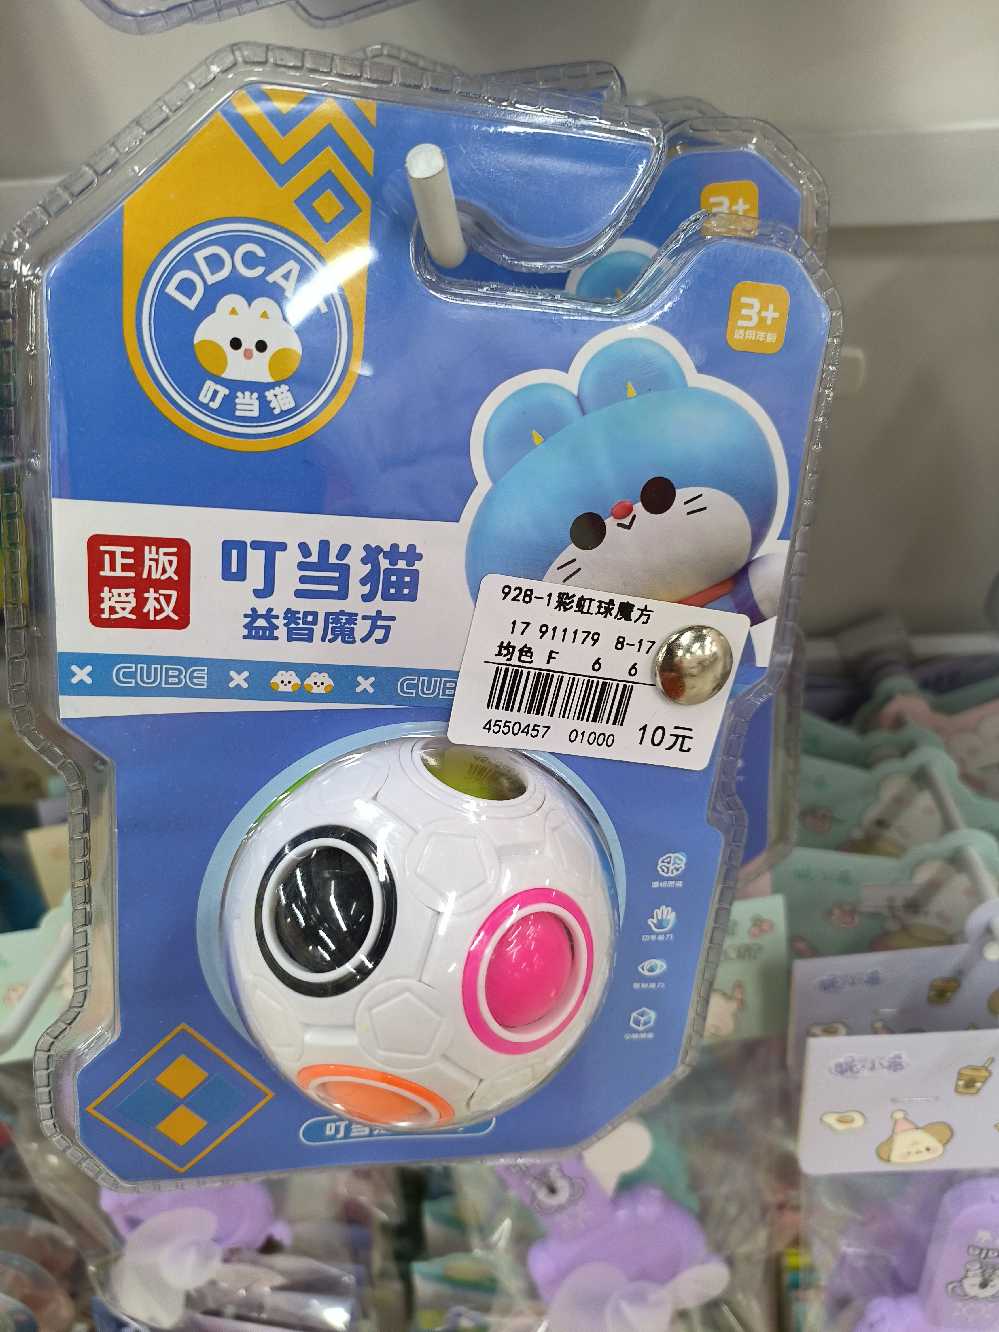 3+
3+
适用年龄
叮当猫
正版
授权
叮当猫
益智魔方
CUBE
928-1彩虹球魔方
17 911179 8-17
均色 F 6 6
4550457 01000 10元